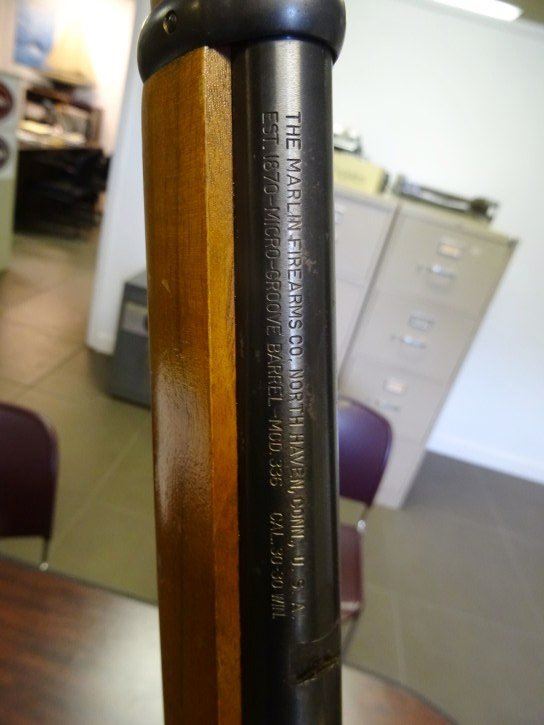 THE MARLIN FIREARMS CO. NORTH HAVEN, CONN., U. S. A.
EST. 1870-MICRO-GROOVE BARREL-MOD. 336 CAL. 30-30 WIN.